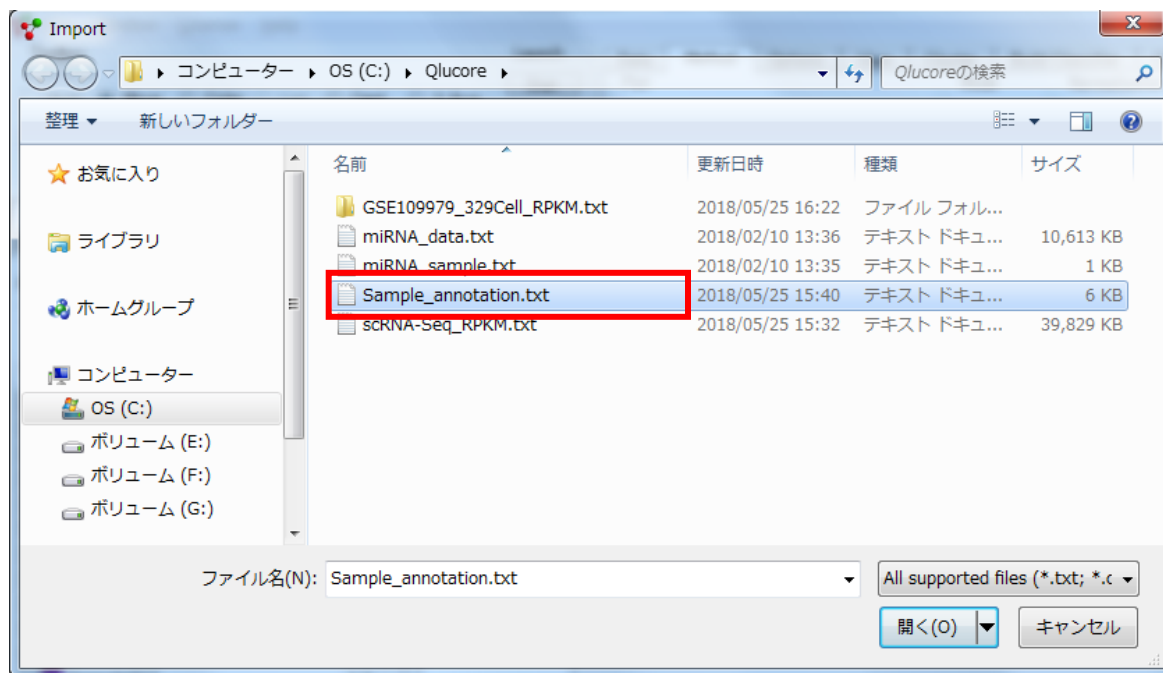 Import
コンピューター ▸ OS (C:) ▸ Qlucore ▸
Qlucoreの検索
整理 ▼ 新しいフォルダー
お気に入り
ライブラリ
ホームグループ
コンピューター
OS (C:)
ボリューム (E:)
ボリューム (F:)
ボリューム (G:)
名前 更新日時 種類 サイズ
GSE109979_329Cell_RPKM.txt 2018/05/25 16:22 ファイル フォル...
miRNA_data.txt 2018/02/10 13:36 テキスト ドキュ... 10,613 KB
miRNA_sample.txt 2018/02/10 13:35 テキスト ドキュ... 1 KB
Sample_annotation.txt 2018/05/25 15:40 テキスト ドキュ... 6 KB
scRNA-Seq_RPKM.txt 2018/05/25 15:32 テキスト ドキュ... 39,829 KB
ファイル名(N): Sample_annotation.txt All supported files (*.txt; *.c
開く(O) キャンセル